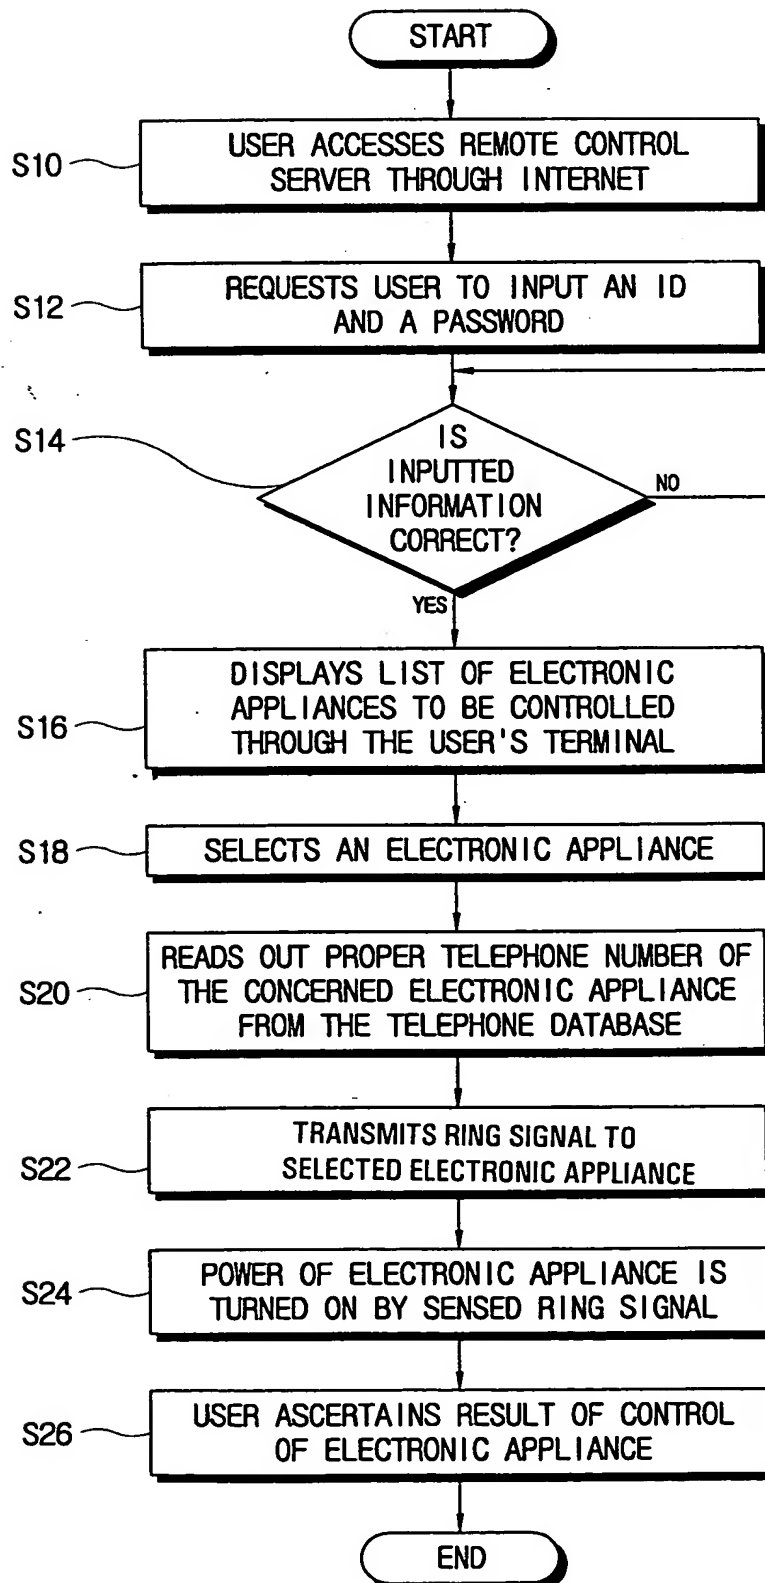 START
S10
USER ACCESSES REMOTE CONTROL
SERVER THROUGH INTERNET
S12
REQUESTS USER TO INPUT AN ID
AND A PASSWORD
S14
IS
INPUTTED
INFORMATION
CORRECT?
NO
YES
S16
DISPLAYS LIST OF ELECTRONIC
APPLIANCES TO BE CONTROLLED
THROUGH THE USER'S TERMINAL
S18
SELECTS AN ELECTRONIC APPLIANCE
S20
READS OUT PROPER TELEPHONE NUMBER OF
THE CONCERNED ELECTRONIC APPLIANCE
FROM THE TELEPHONE DATABASE
S22
TRANSMITS RING SIGNAL TO
SELECTED ELECTRONIC APPLIANCE
S24
POWER OF ELECTRONIC APPLIANCE IS
TURNED ON BY SENSED RING SIGNAL
S26
USER ASCERTAINS RESULT OF CONTROL
OF ELECTRONIC APPLIANCE
END